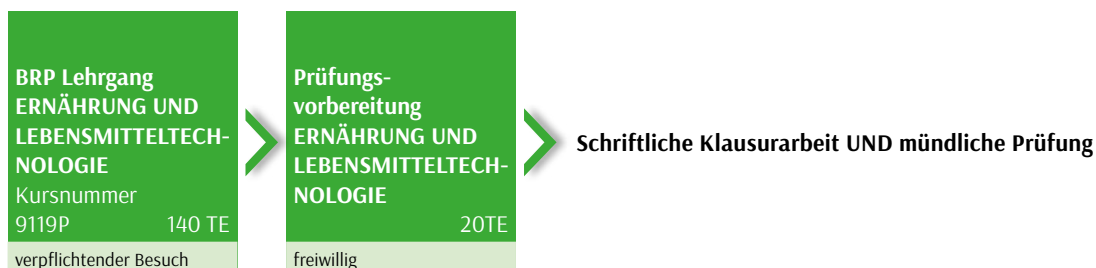 BRP Lehrgang
ERNÄHRUNG UND
LEBENSMITTELTECH-
NOLOGIE
Kursnummer
9119P 140 TE
verpflichtender Besuch
Prüfungs-
vorbereitung
ERNÄHRUNG UND
LEBENSMITTELTECH-
NOLOGIE
20TE
freiwillig
Schriftliche Klausurarbeit UND mündliche Prüfung